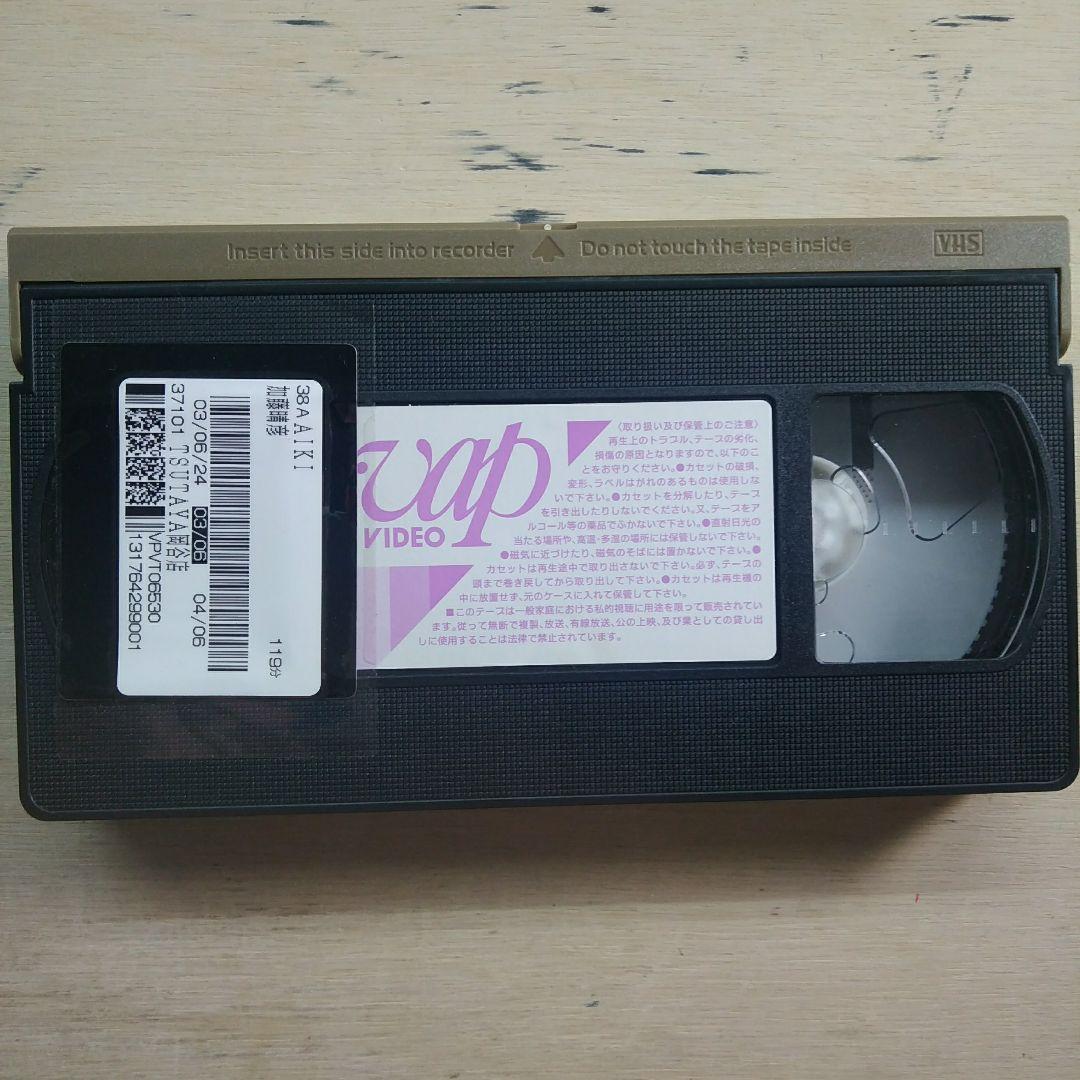 Insert this side into recorder Do not touch the tape inside VHS
38A AIKI
加藤晴彦 119分
03/06/24 03/06 04/06
37101 TSUTAYA岡谷店
VPVT06530
131764299001
vap
VIDEO
〈取り扱い及び保管上のご注意〉
再生上のトラブル、テープの劣化、
損傷の原因となりますので、以下のこ
とをお守りください。●カセットの破損、
変形、ラベルはがれのあるものは使用しな
いで下さい。●カセットを分解したり、テープ
を引き出したりしないでください。又、テープをア
ルコール等の薬品でふかないで下さい。●直射日光の
当たる場所や、高温・多湿の場所には保管しないで下さい。
●磁気に近づけたり、磁気のそばには置かないで下さい。●
カセットは再生途中で取り出さないで下さい。必ず、テープの
頭まで巻き戻してから取り出して下さい。●カセットは再生機の
中に放置せず、元のケースに入れて保管して下さい。
■このテープは一般家庭における私的視聴に用途を限って販売されてい
ます。従って無断で複製、放送、有線放送、公の上映、及び業としての貸し出
しに使用することは法律で禁止されています。